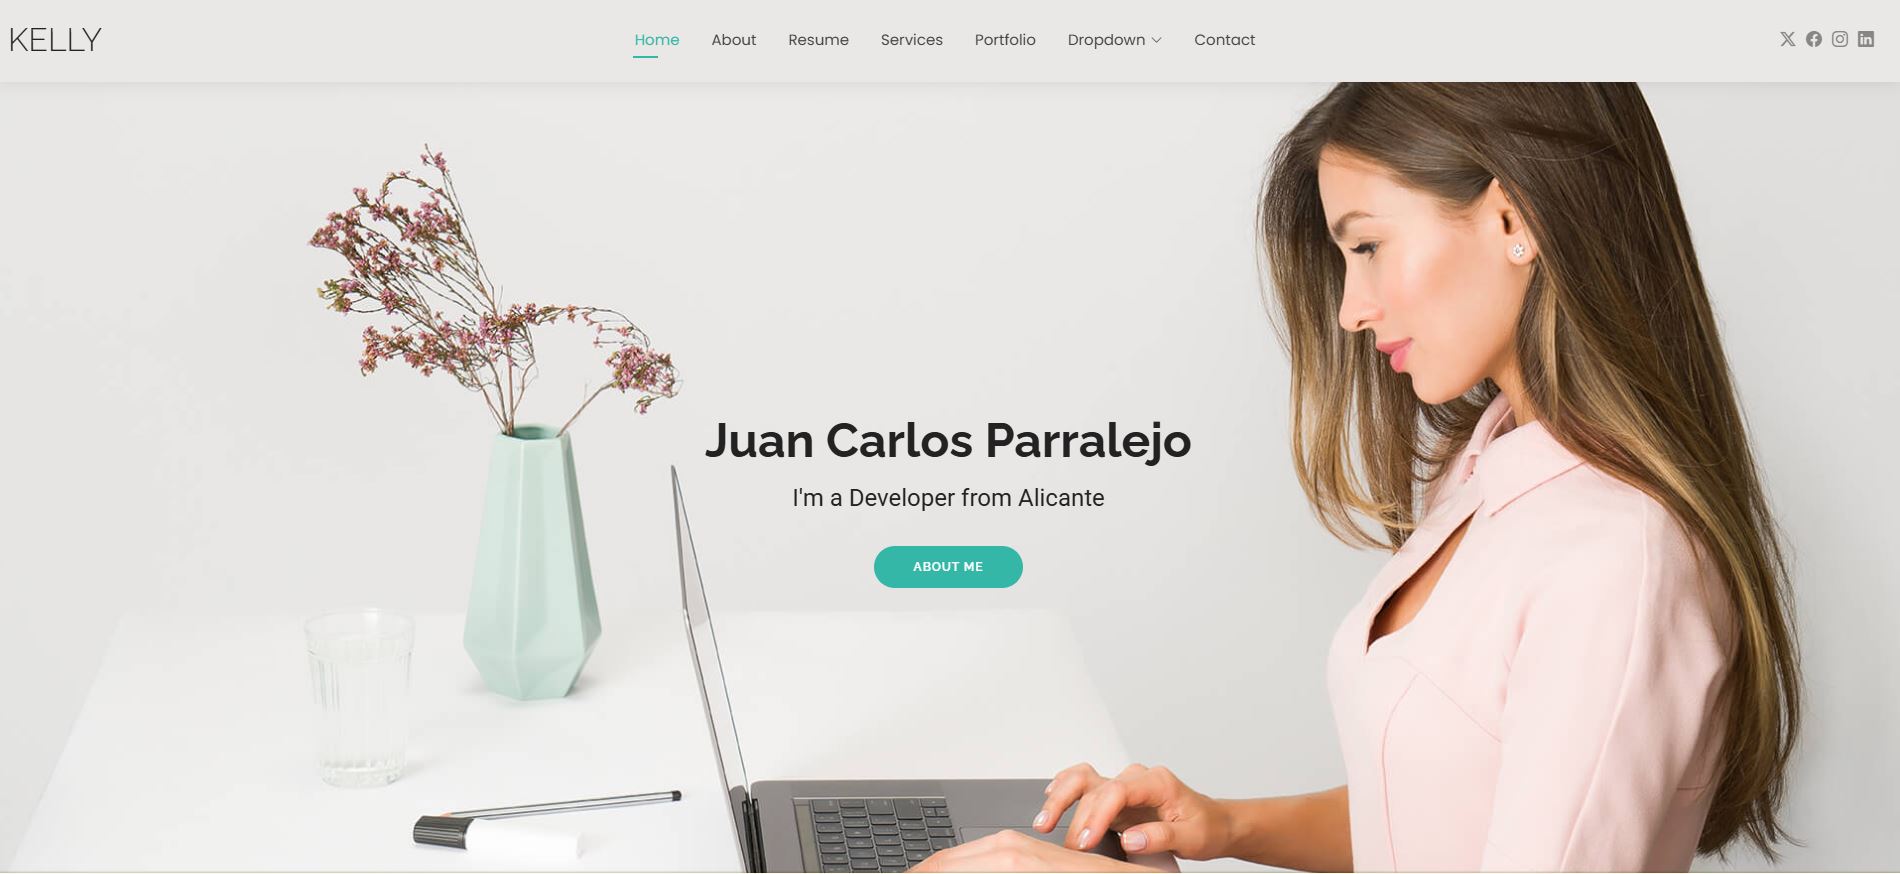 KELLY
Home About Resume Services Portfolio Dropdown Contact
Juan Carlos Parralejo
I'm a Developer from Alicante
ABOUT ME